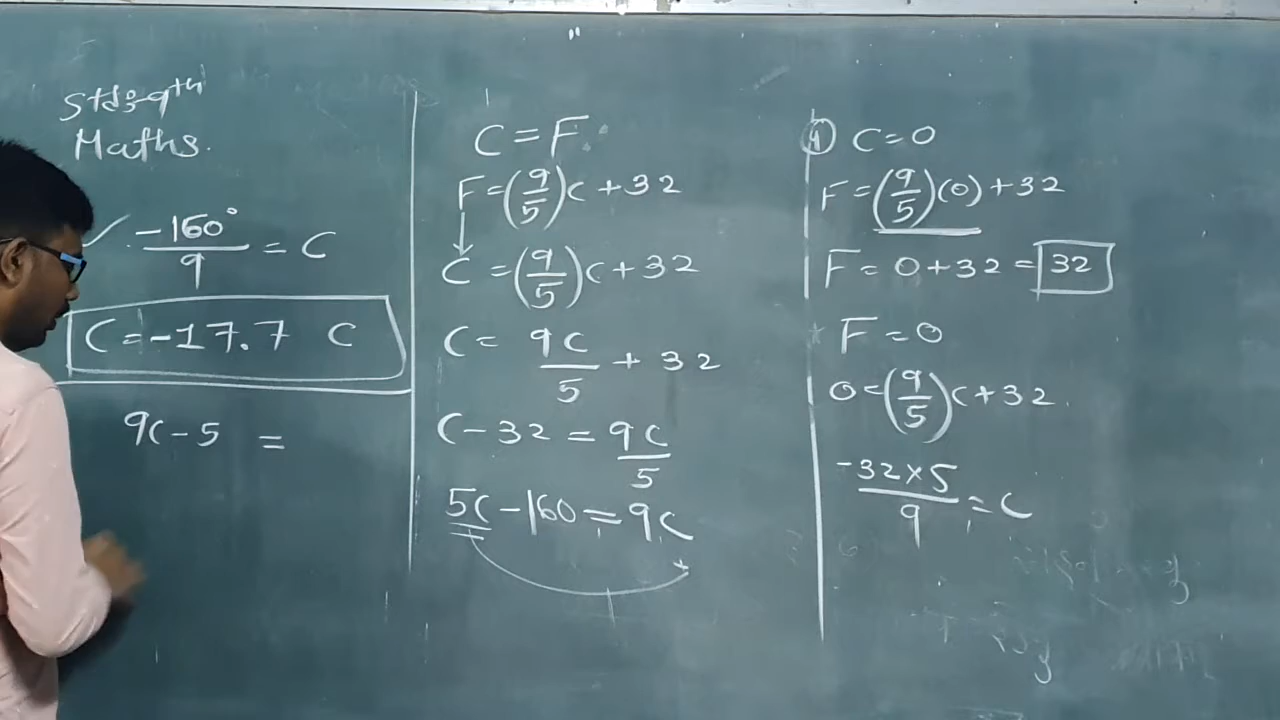 Std:-9th
Maths.
-160°/9 = C
C=-17.7 C
9C-5 =
C=F
F=(9/5)C+32
C=(9/5)C+32
C= 9C/5 + 32
C-32=9C/5
5C-160=9C
(4) C=0
F=(9/5)(0)+32
F=0+32=32
F=0
0=(9/5)C+32
-32×5/9=C